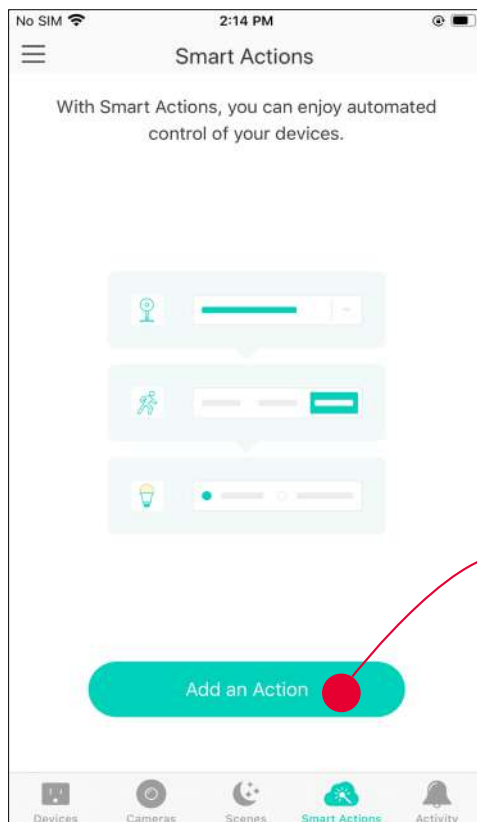 No SIM 2:14 PM
Smart Actions
With Smart Actions, you can enjoy automated
control of your devices.
Add an Action
Devices Cameras Scenes Smart Actions Activity